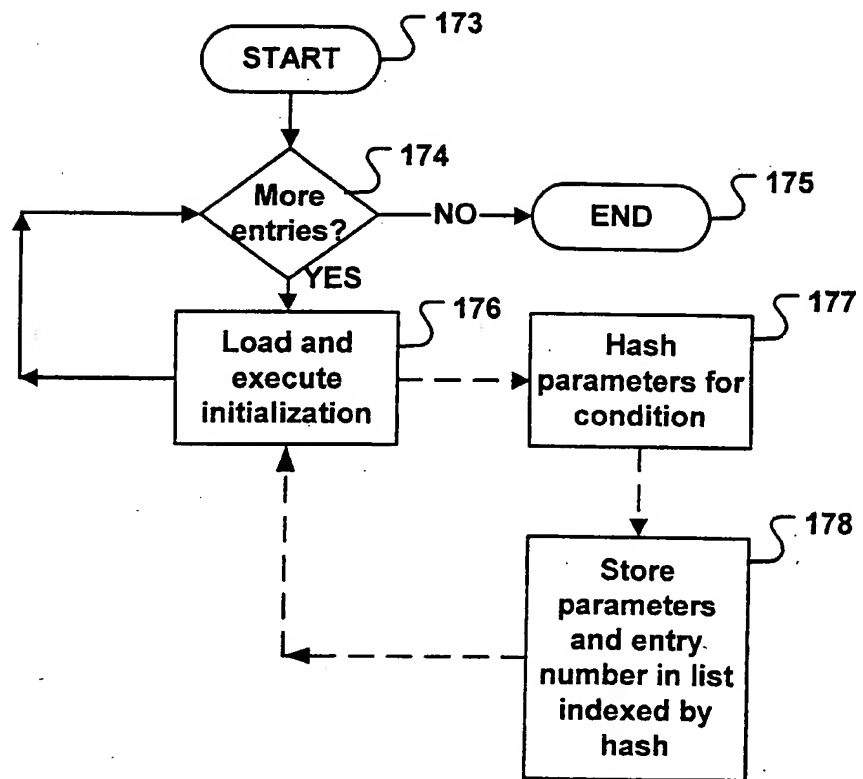 173
START
174
More
entries?
NO
175
END
YES
176
Load and
execute
initialization
177
Hash
parameters for
condition
178
Store
parameters
and entry
number in list
indexed by
hash